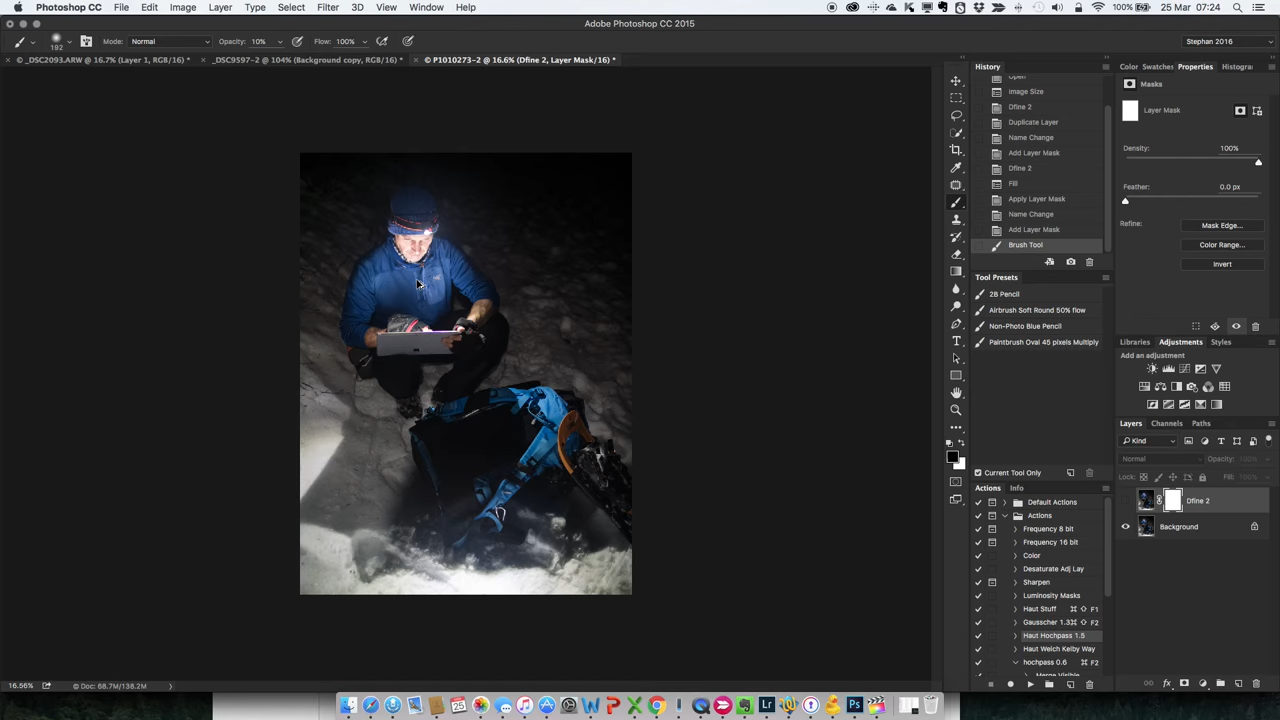 Photoshop CC File Edit Image Layer Type Select Filter 3D View Window Help 100% 25 Mar 07:24
Adobe Photoshop CC 2015
192 Mode: Normal Opacity: 10% Flow: 100% Stephan 2016
_DSC2093.ARW @ 16.7% (Layer 1, RGB/16) * _DSC9597-2 @ 104% (Background copy, RGB/16) * P1010273-2 @ 16.6% (Dfine 2, Layer Mask/16) *
History
Open
Image Size
Dfine 2
Duplicate Layer
Name Change
Add Layer Mask
Dfine 2
Fill
Apply Layer Mask
Name Change
Add Layer Mask
Brush Tool
Tool Presets
2B Pencil
Airbrush Soft Round 50% flow
Non-Photo Blue Pencil
Paintbrush Oval 45 pixels Multiply
Current Tool Only
Actions Info
Default Actions
Actions
Frequency 8 bit
Frequency 16 bit
Color
Desaturate Adj Lay
Sharpen
Luminosity Masks
Haut Stuff ⌘ ⇧ F1
Gausscher 1.3 ⌘ ⇧ F2
Haut Hochpass 1.5
Haut Welch Kelby Way
hochpass 0.6 ⌘ F2
Merge Visible
Color Swatches Properties Histogra
Masks
Layer Mask
Density: 100%
Feather: 0.0 px
Refine: Mask Edge...
Color Range...
Invert
Libraries Adjustments Styles
Add an adjustment
Layers Channels Paths
Kind
Normal Opacity: 100%
Lock: Fill: 100%
Dfine 2
Background
16.56% Doc: 68.7M/138.2M